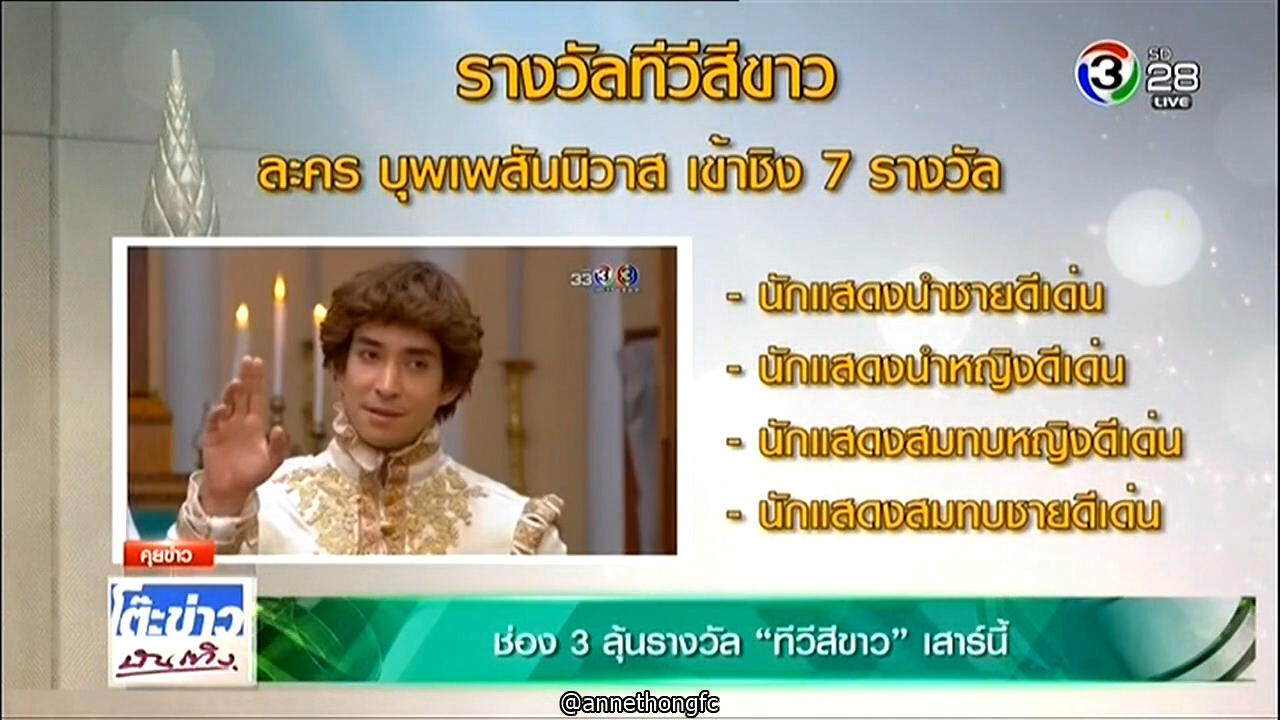 รางวัลทีวีสีขาว
3 SD 28 LIVE
ละคร บุพเพสันนิวาส เข้าชิง 7 รางวัล
33 3
- นักแสดงนำชายดีเด่น
- นักแสดงนำหญิงดีเด่น
- นักแสดงสมทบหญิงดีเด่น
- นักแสดงสมทบชายดีเด่น
คุยข่าว
โต๊ะข่าว
บันเทิง
ช่อง 3 ลุ้นรางวัล “ทีวีสีขาว” เสาร์นี้
@annethongfc